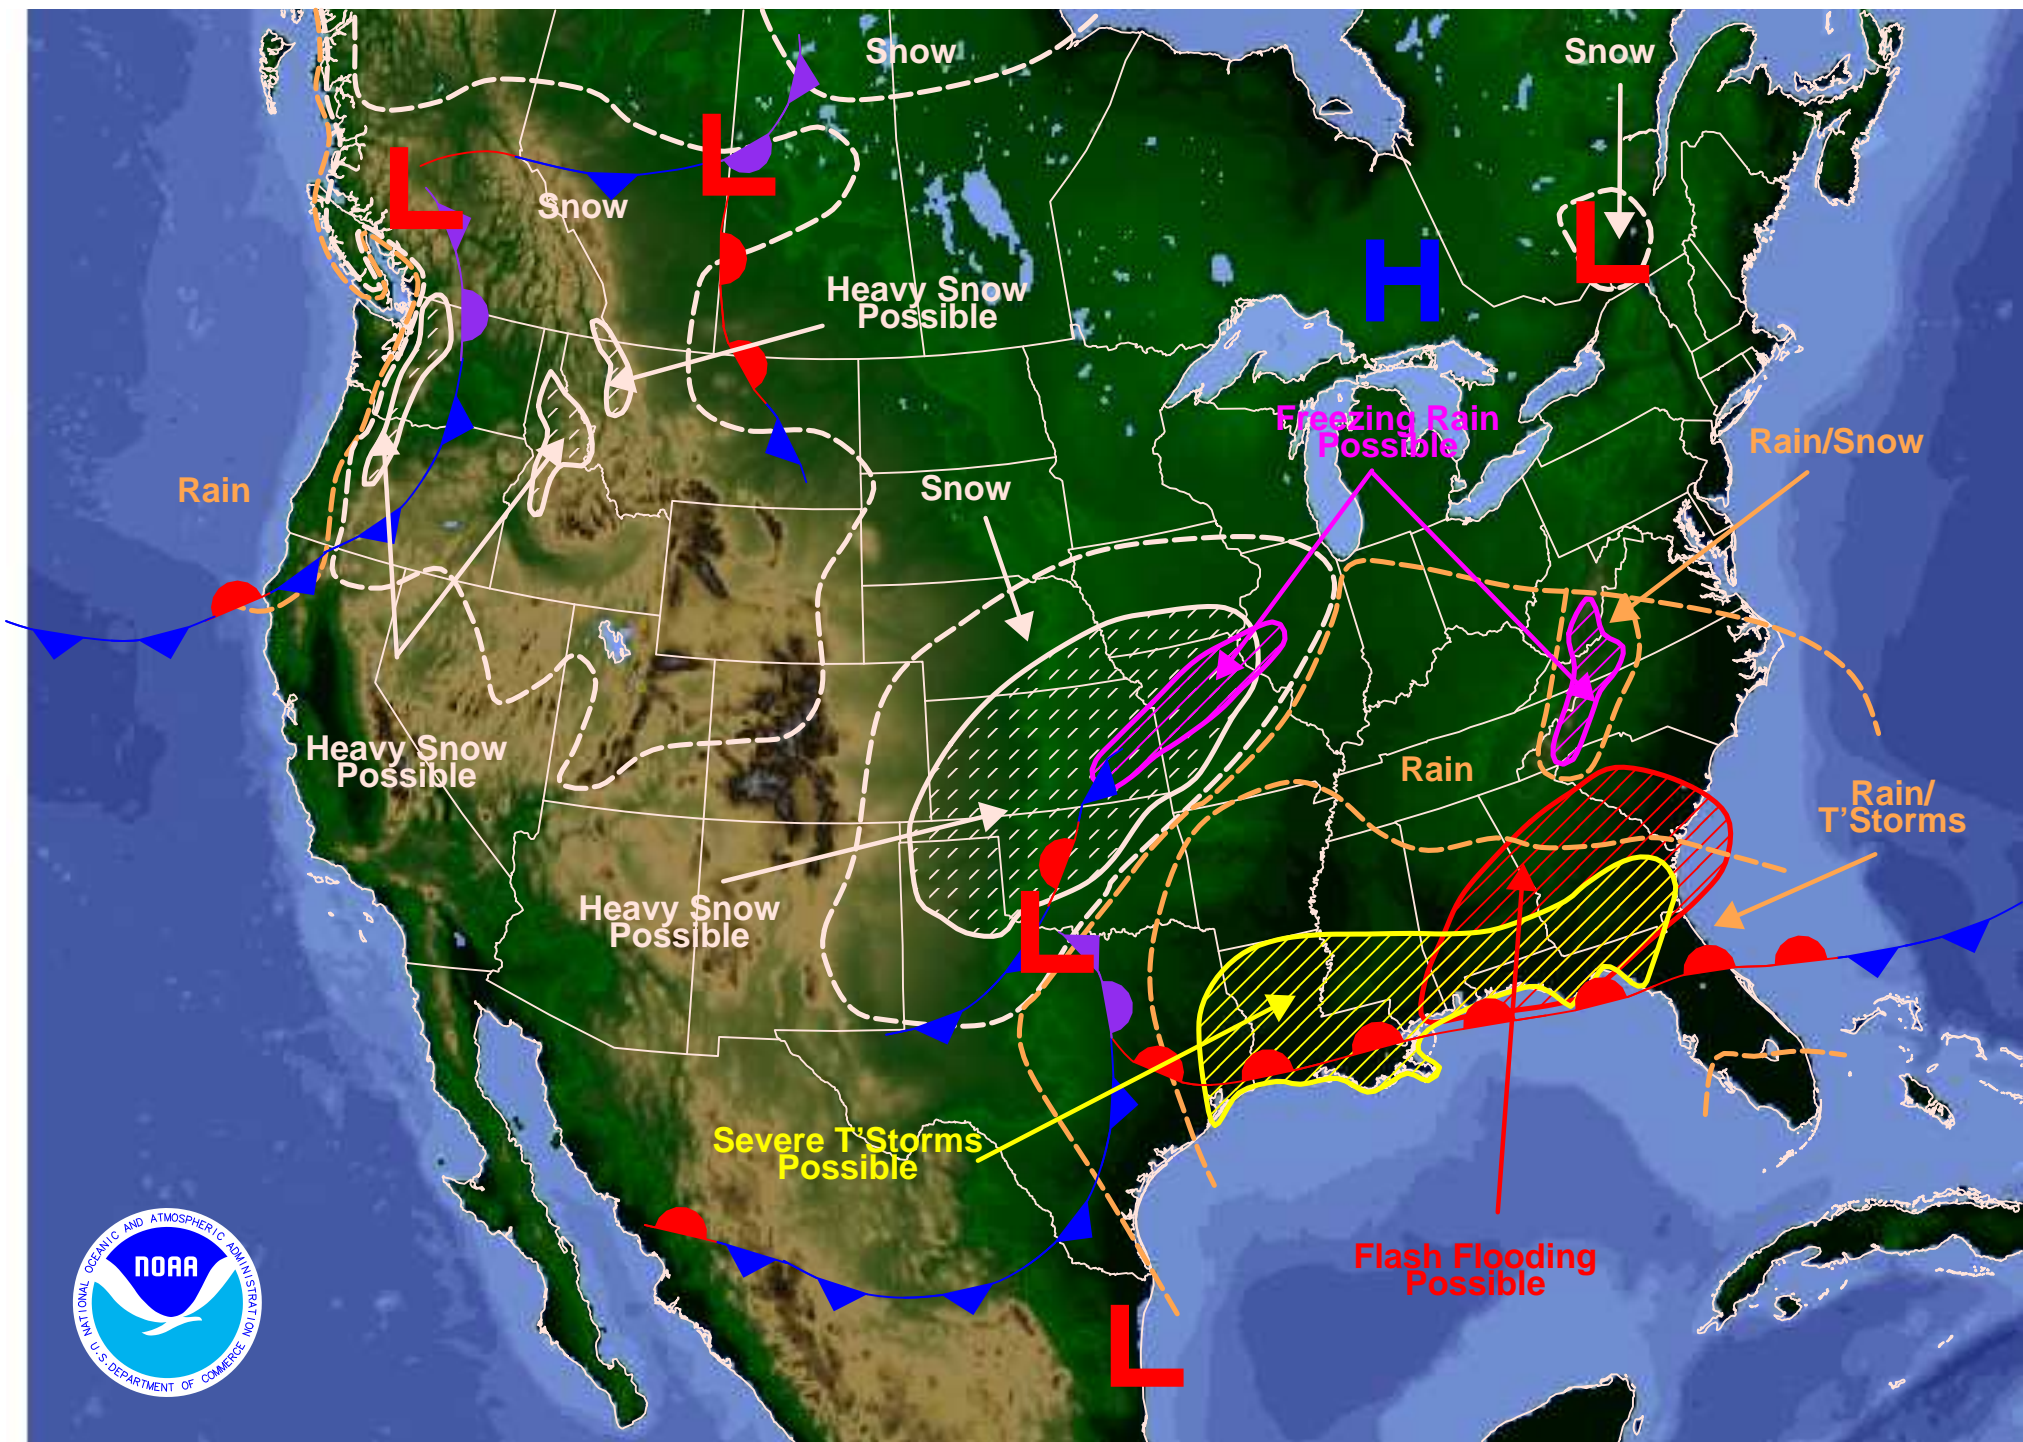 Snow
Snow
L
L
Snow
L
H
Heavy Snow
Possible
Freezing Rain
Possible
Rain/Snow
Rain
Snow
Heavy Snow
Possible
Rain
Rain/
T'Storms
Heavy Snow
Possible
L
Severe T'Storms
Possible
Flash Flooding
Possible
L
NATIONAL OCEANIC AND ATMOSPHERIC ADMINISTRATION
NOAA
U.S. DEPARTMENT OF COMMERCE